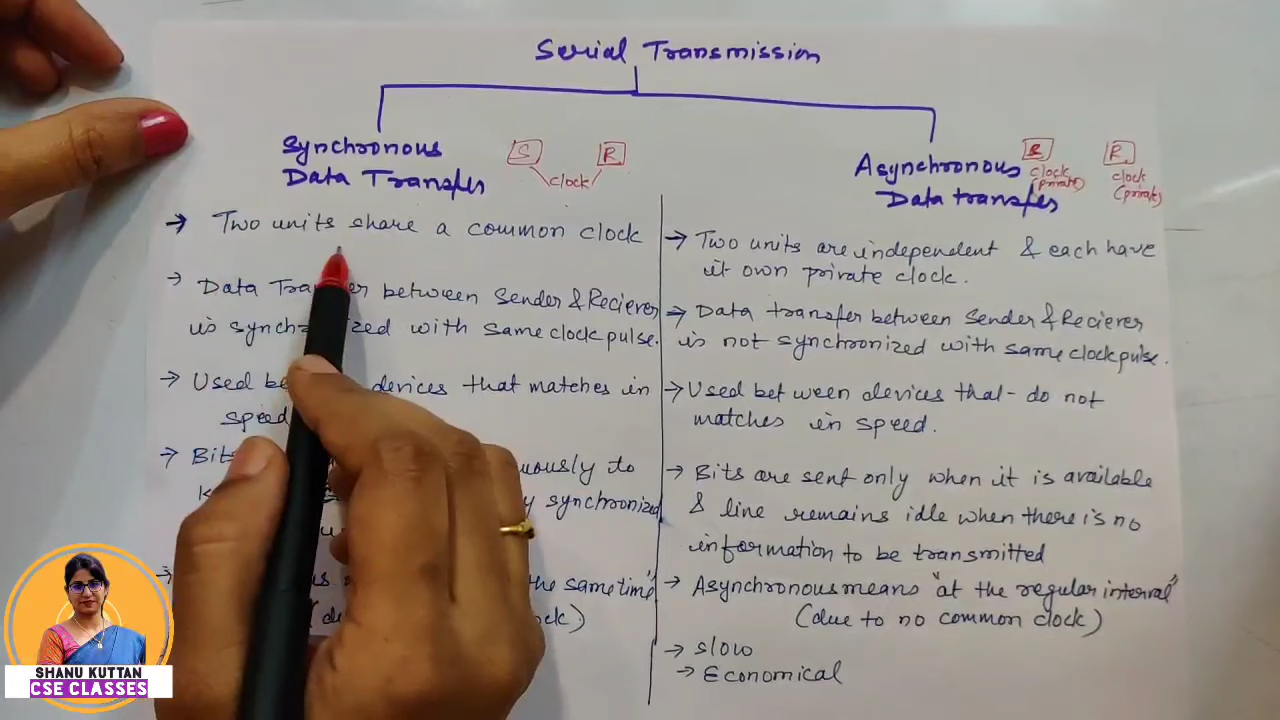 Serial Transmission
Synchronous
Data Transfer
S R
clock
Asynchronous
Data transfer
S R
clock clock
(private) (private)
→ Two units share a common clock
→ Data Tra er between Sender & Reciever
is synch ized with same clock pulse.
→ Used be devices that matches in
speed
→ Bits uously to
k y synchronized
→ the same time"
lock)
→ Two units are independent & each have
it own private clock.
→ Data transfer between Sender & Reciever
is not synchronized with same clock pulse.
→ Used between devices that do not
matches in speed.
→ Bits are sent only when it is available
& line remains idle when there is no
information to be transmitted
→ Asynchronous means "at the regular interval"
(due to no common clock)
→ Slow
→ Economical
SHANU KUTTAN
CSE CLASSES